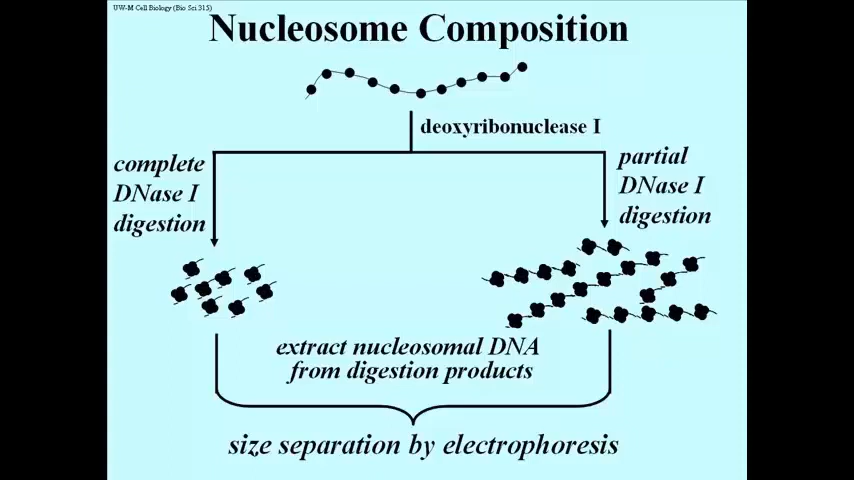 UW-M Cell Biology (Bio Sci 315)
Nucleosome Composition
deoxyribonuclease I
complete
DNase I
digestion
partial
DNase I
digestion
extract nucleosomal DNA
from digestion products
size separation by electrophoresis